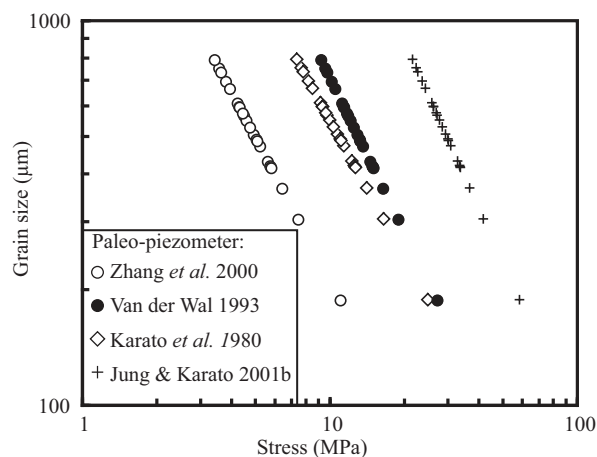 1000
Grain size (μm)
100
Paleo-piezometer:
Zhang et al. 2000
Van der Wal 1993
Karato et al. 1980
Jung & Karato 2001b
1
10
100
Stress (MPa)